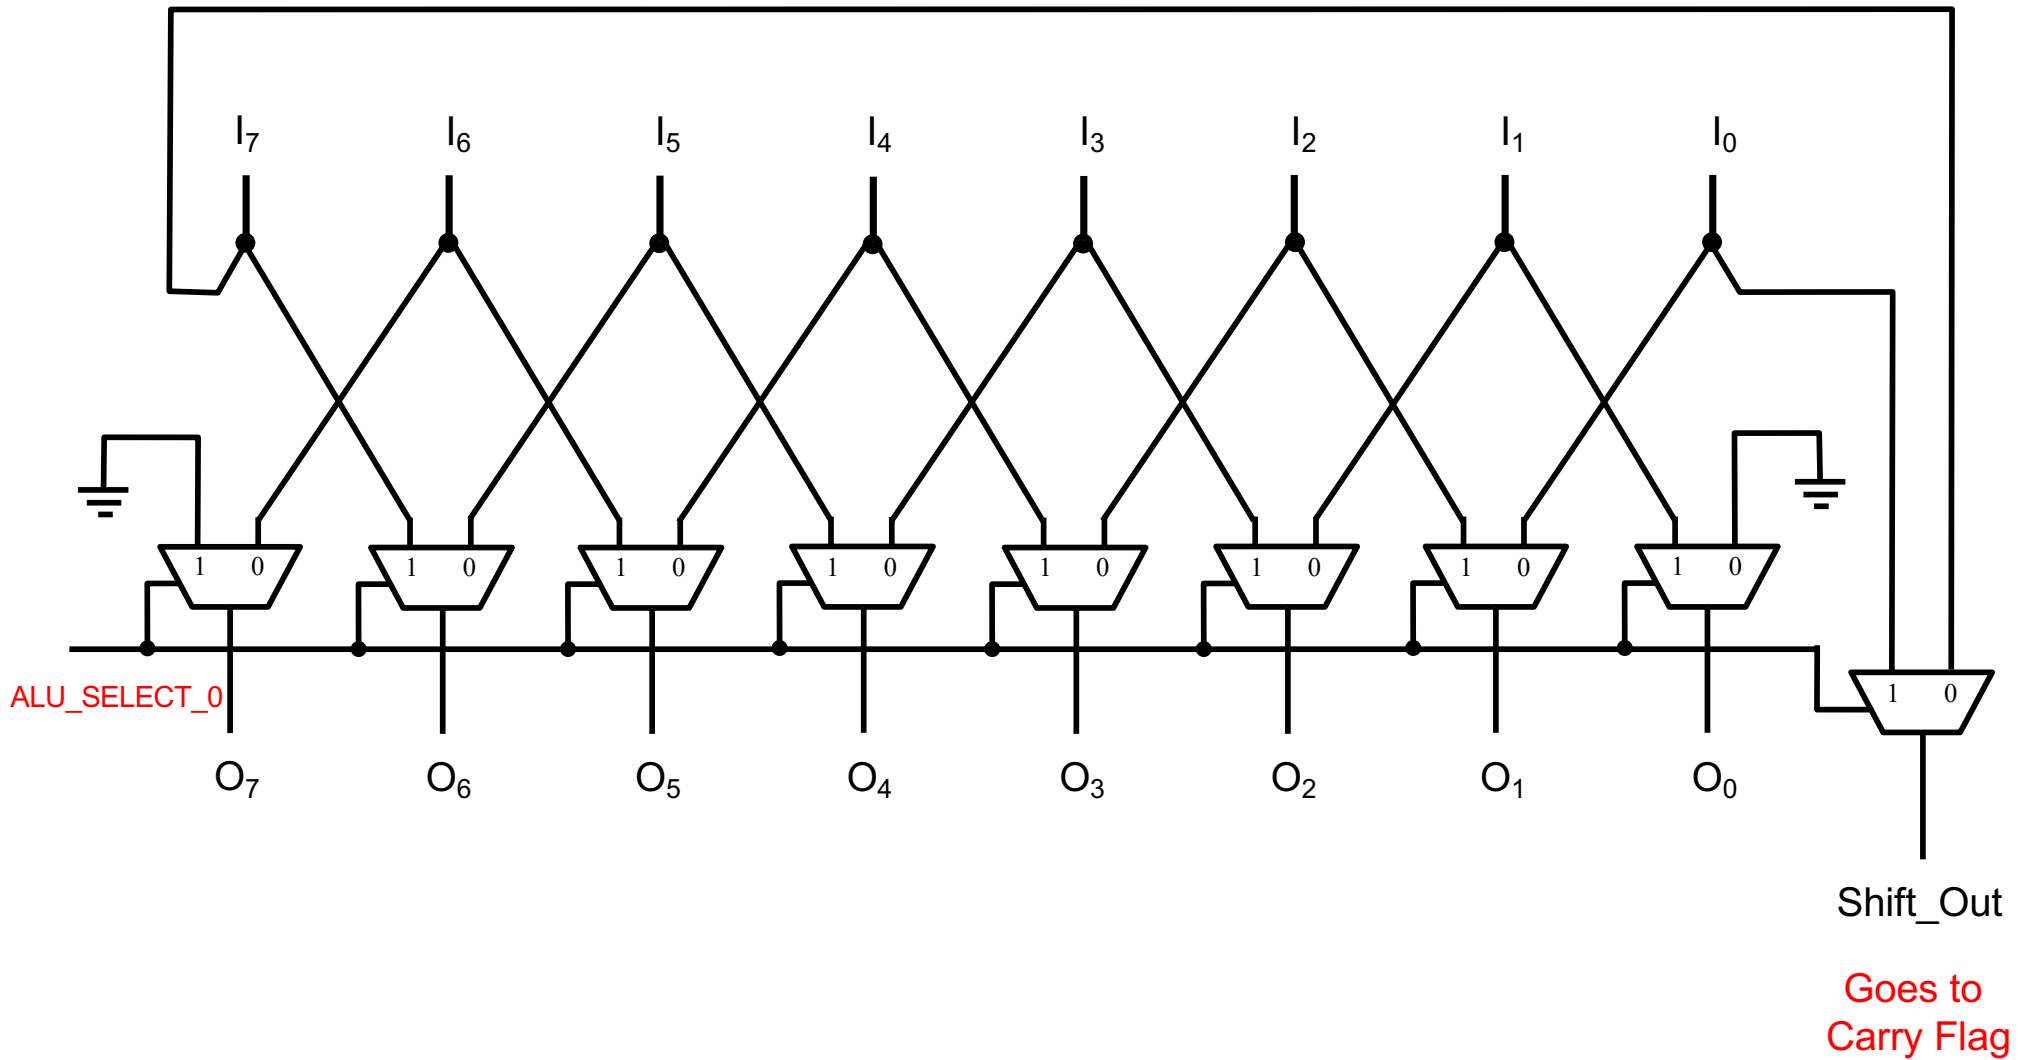 I₇ I₆ I₅ I₄ I₃ I₂ I₁ I₀
1 0 1 0 1 0 1 0 1 0 1 0 1 0 1 0
ALU_SELECT_0
1 0
O₇ O₆ O₅ O₄ O₃ O₂ O₁ O₀
Shift_Out
Goes to
Carry Flag